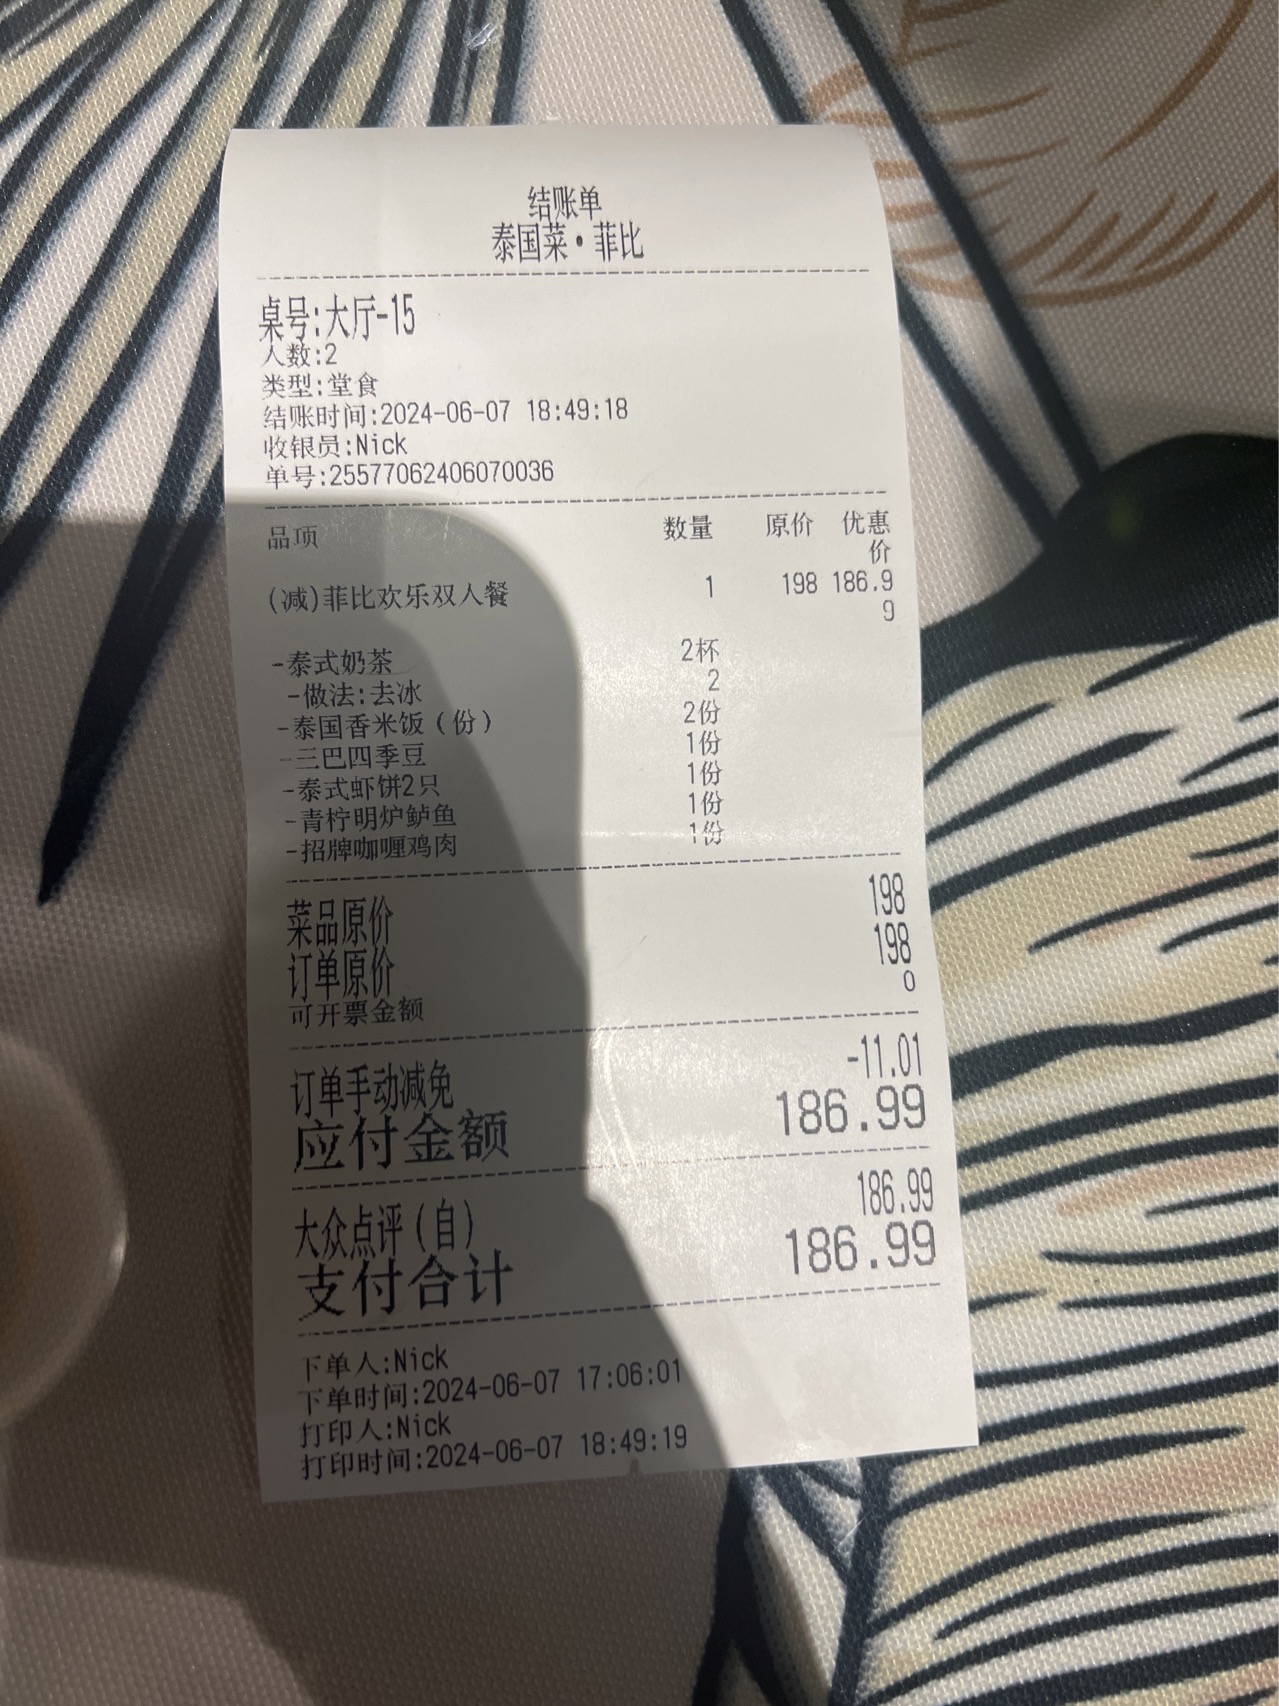 结账单
泰国菜•菲比
桌号:大厅-15
人数:2
类型:堂食
结账时间:2024-06-07 18:49:18
收银员:Nick
单号:25577062406070036
品项 数量 原价 优惠价
(减)菲比欢乐双人餐 1 198 186.99
-泰式奶茶 2杯
-做法:去冰 2
-泰国香米饭(份) 2份
-三巴四季豆 1份
-泰式虾饼2只 1份
-青柠明炉鲈鱼 1份
-招牌咖喱鸡肉 1份
菜品原价 198
订单原价 198
可开票金额 0
订单手动减免 -11.01
应付金额 186.99
大众点评(自) 186.99
支付合计 186.99
下单人:Nick
下单时间:2024-06-07 17:06:01
打印人:Nick
打印时间:2024-06-07 18:49:19